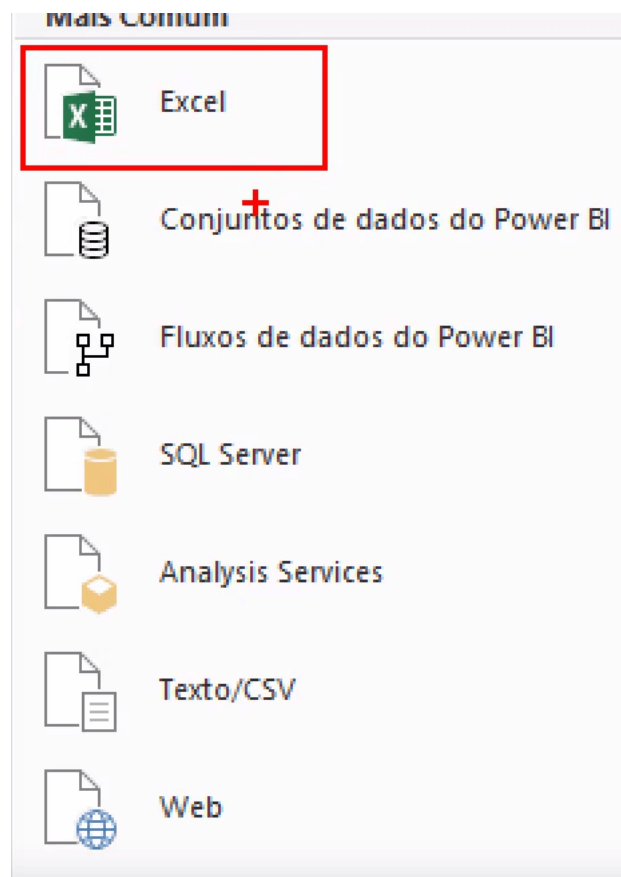 Mais Comum
Excel
Conjuntos de dados do Power BI
Fluxos de dados do Power BI
SQL Server
Analysis Services
Texto/CSV
Web